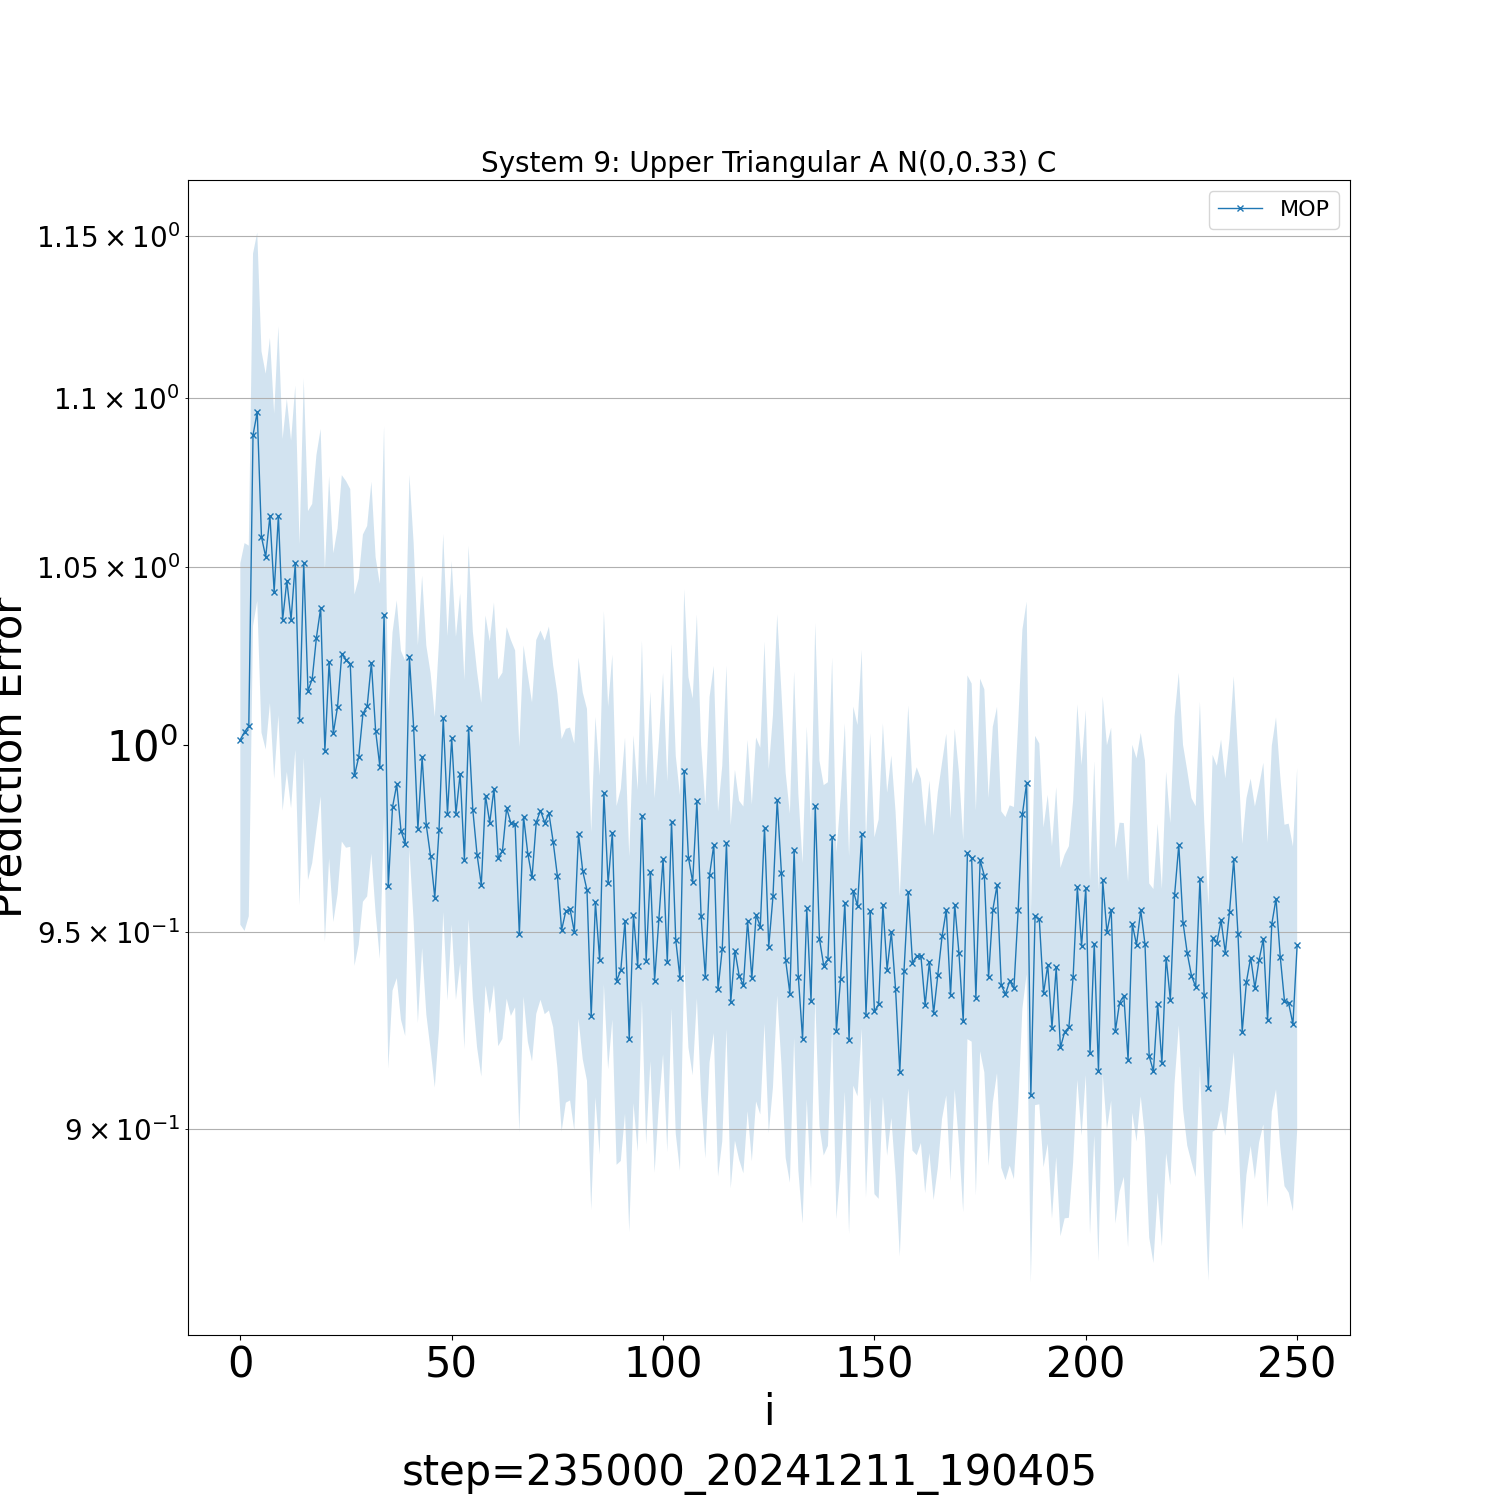 System 9: Upper Triangular A N(0,0.33) C
MOP
1.15 × 10⁰
1.1 × 10⁰
1.05 × 10⁰
10⁰
9.5 × 10⁻¹
9 × 10⁻¹
Prediction Error
0 50 100 150 200 250
i
step=235000_20241211_190405